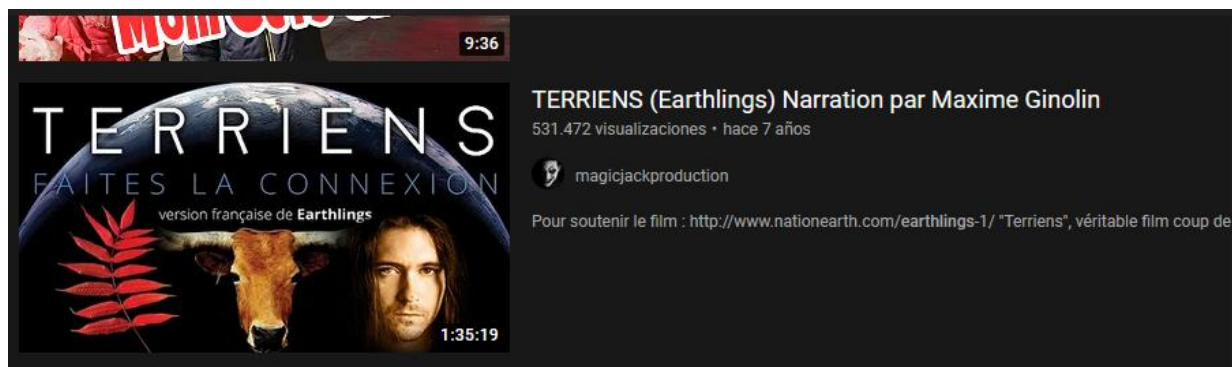 9:36
TERRIENS
FAITES LA CONNEXION
version française de Earthlings
1:35:19
TERRIENS (Earthlings) Narration par Maxime Ginolin
531.472 visualizaciones • hace 7 años
magicjackproduction
Pour soutenir le film : http://www.nationearth.com/earthlings-1/ "Terriens", véritable film coup de